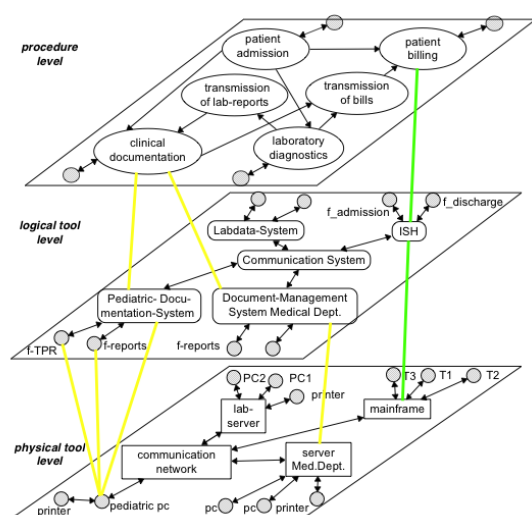 procedure
level
patient
admission
patient
billing
transmission
of lab-reports
transmission
of bills
clinical
documentation
laboratory
diagnostics
logical tool
level
f_admission
f_discharge
Labdata-System
ISH
Communication System
Pediatric- Docu-
mentation-System
Document-Management
System Medical Dept.
f-TPR
f-reports
f-reports
PC2
PC1
printer
T3
T1
T2
lab-
server
mainframe
physical tool
level
communication
network
server
Med.Dept.
printer
pediatric pc
pc
pc
printer